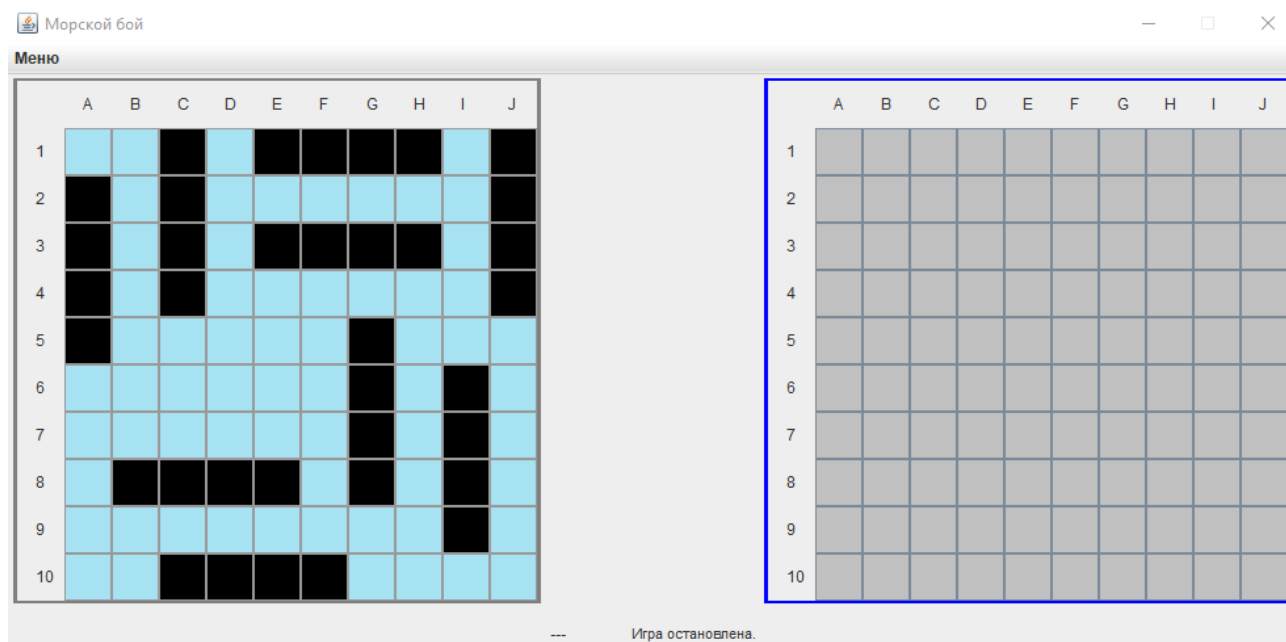 Морской бой
Меню
A B C D E F G H I J A B C D E F G H I J
1 1
2 2
3 3
4 4
5 5
6 6
7 7
8 8
9 9
10 10
--- Игра остановлена.